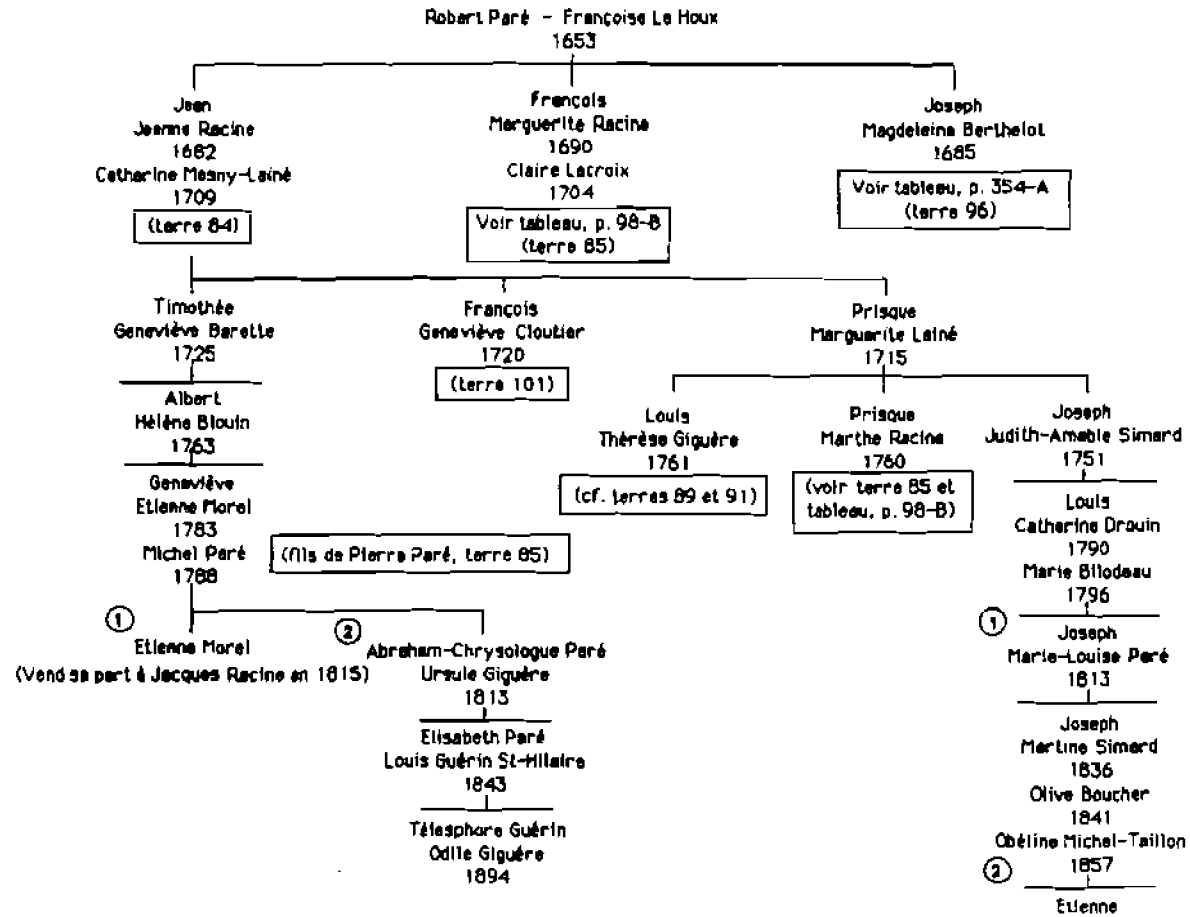 Robert Paré - Françoise Le Houx
1653
Jean
Jeanne Racine
1682
Catherine Mesny-Lainé
1709
(terre 84)
François
Marguerite Racine
1690
Claire Lacroix
1704
Voir tableau, p. 98-B
(terre 85)
Joseph
Magdeleine Berthelot
1685
Voir tableau, p. 354-A
(terre 96)
Timothée
Geneviève Barette
1725
François
Geneviève Cloutier
1720
(terre 101)
Prisque
Marguerite Lainé
1715
Albert
Hélène Blouin
1763
Louis
Thérèse Giguère
1761
(cf. terres 89 et 91)
Prisque
Marthe Racine
1760
(voir terre 85 et
tableau, p. 98-B)
Joseph
Judith-Amable Simard
1751
Geneviève
Etienne Morel
1783
Michel Paré
1788
(fils de Pierre Paré, terre 85)
Louis
Catherine Drouin
1790
Marie Bilodeau
1796
1
Etienne Morel
(Vend sa part à Jacques Racine en 1815)
2
Abraham-Chrysologue Paré
Ursule Giguère
1813
Elisabeth Paré
Louis Guérin St-Hilaire
1843
Télesphore Guérin
Odile Giguère
1894
1
Joseph
Marie-Louise Paré
1813
Joseph
Martine Simard
1836
Olive Boucher
1841
Obéline Michel-Taillon
1857
2
Etienne